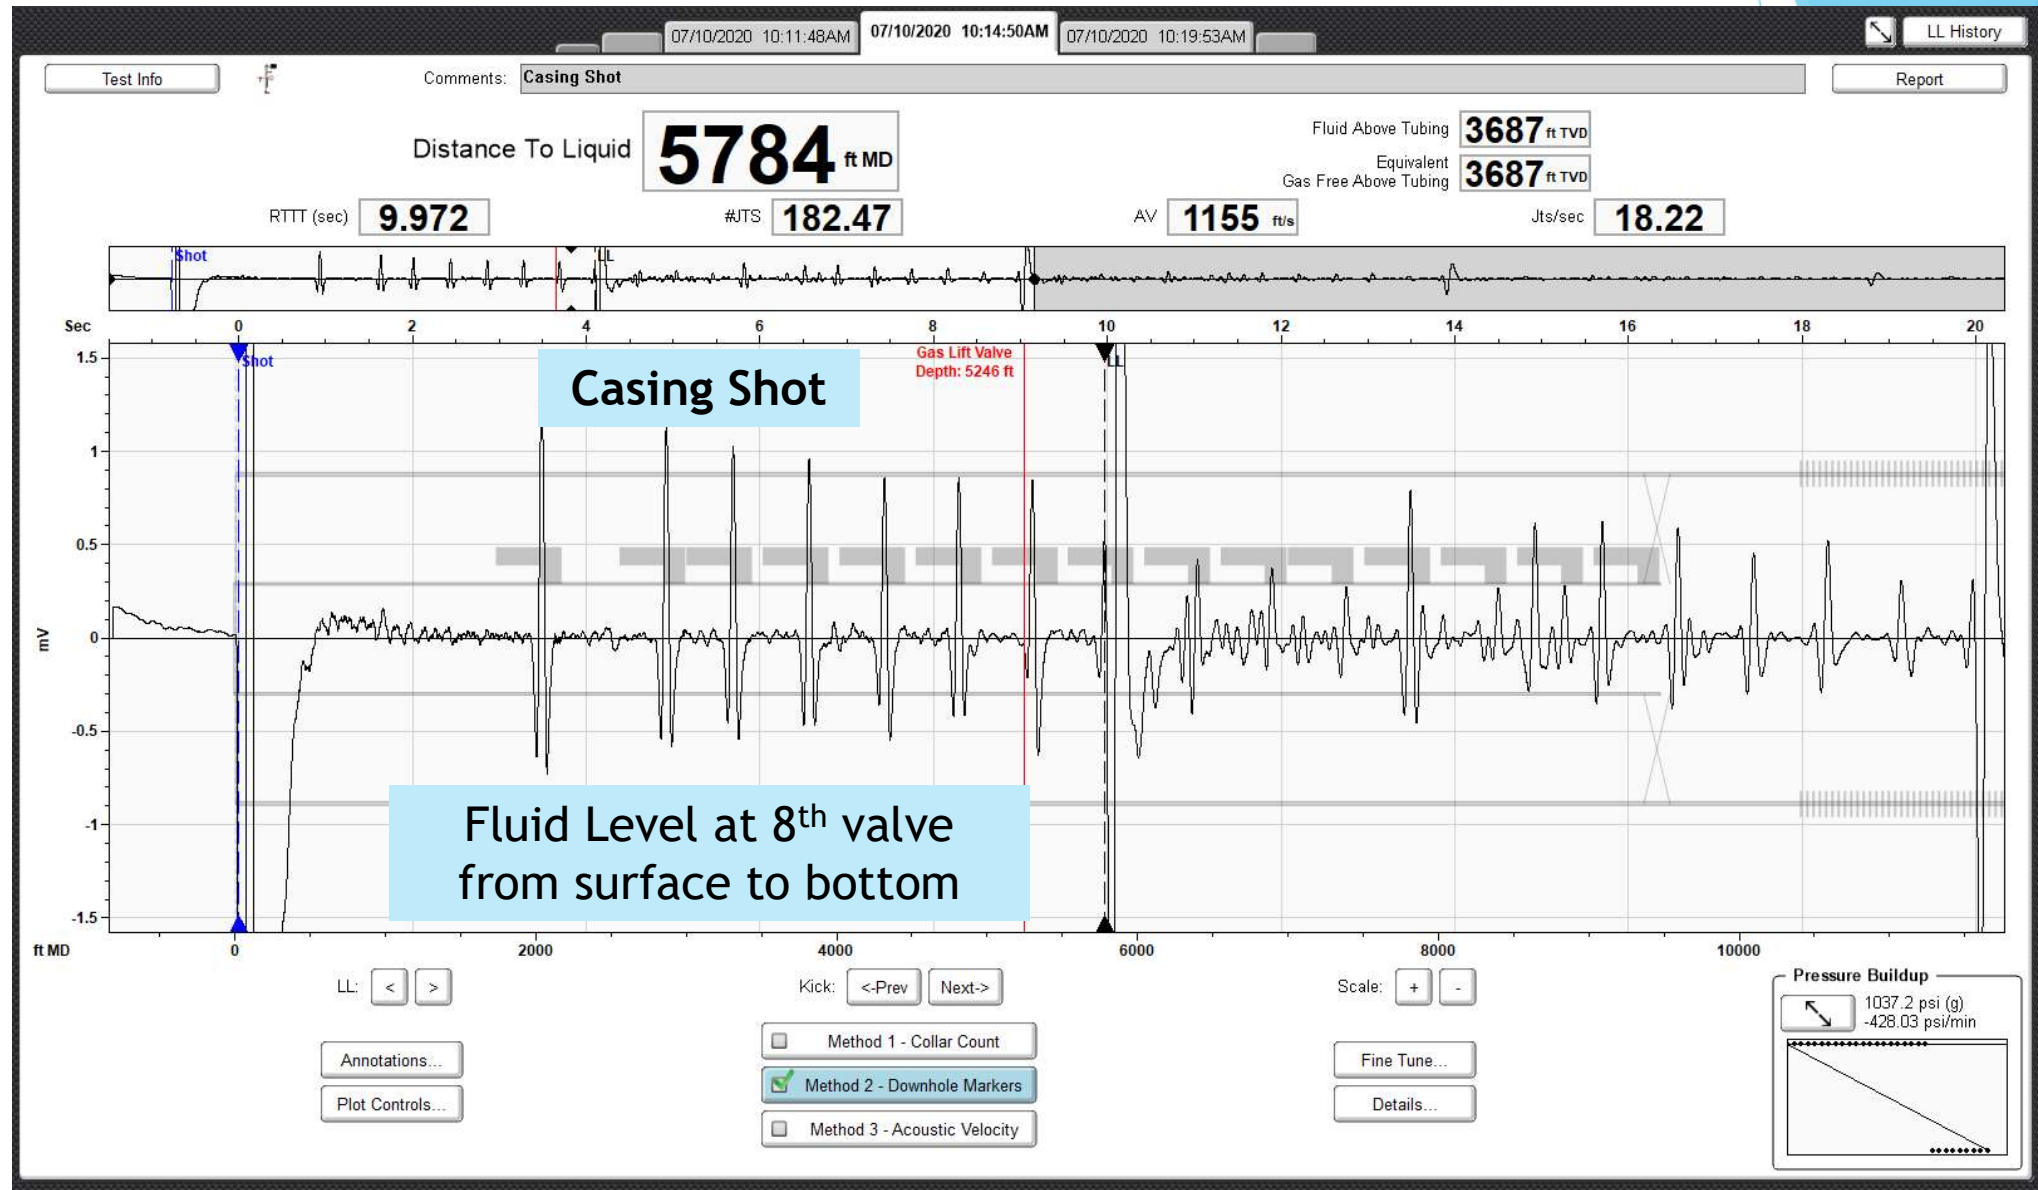 07/10/2020 10:11:48AM
07/10/2020 10:14:50AM
07/10/2020 10:19:53AM
LL History
Test Info
Comments:
Casing Shot
Report
Distance To Liquid
5784 ft MD
Fluid Above Tubing
3687 ft TVD
Equivalent
Gas Free Above Tubing
3687 ft TVD
RTTT (sec)
9.972
#JTS
182.47
AV
1155 ft/s
Jts/sec
18.22
Shot
LL
Sec
0
2
4
6
8
10
12
14
16
18
20
Shot
Casing Shot
Gas Lift Valve
Depth: 5246 ft
LL
1.5
1
0.5
0
-0.5
-1
-1.5
mV
Fluid Level at 8th valve
from surface to bottom
ft MD
0
2000
4000
6000
8000
10000
LL:
<
>
Kick:
<-Prev
Next->
Scale:
+
-
Annotations...
Plot Controls...
Method 1 - Collar Count
Method 2 - Downhole Markers
Method 3 - Acoustic Velocity
Fine Tune...
Details...
Pressure Buildup
1037.2 psi (g)
-428.03 psi/min